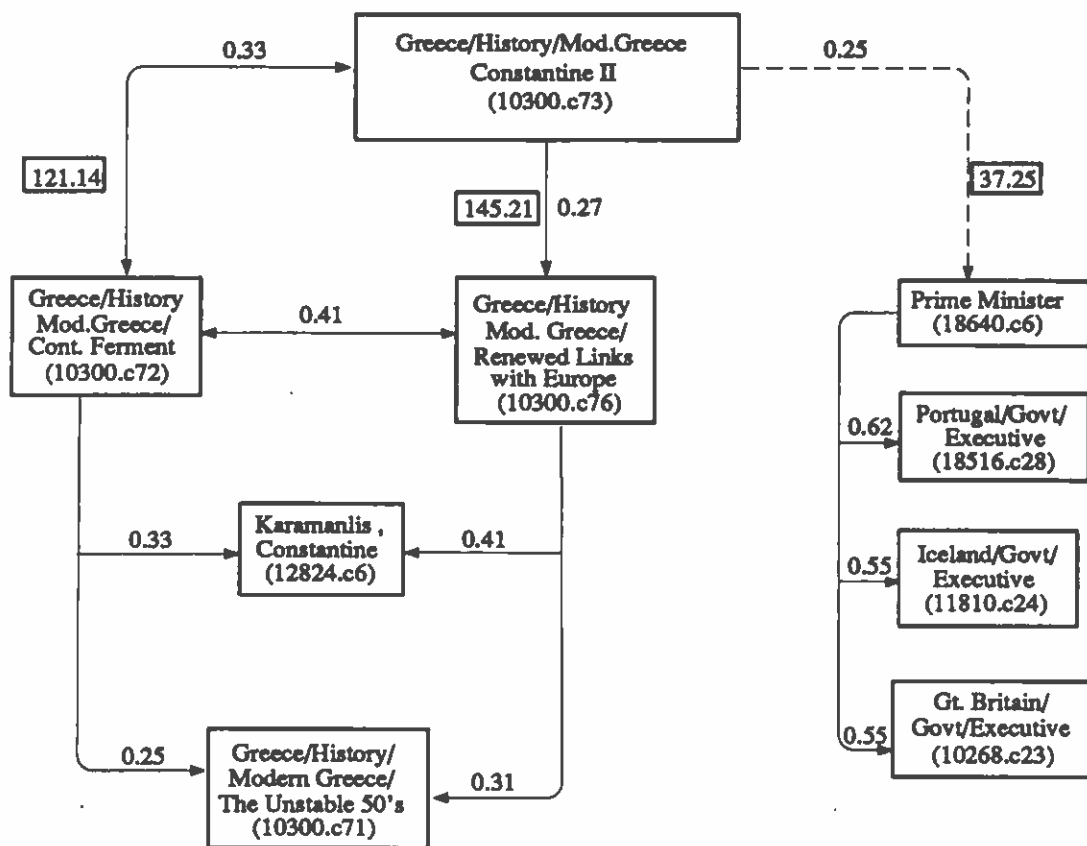 0.33
Greece/History/Mod.Greece
Constantine II
(10300.c73)
0.25
121.14
145.21
0.27
37.25
Greece/History
Mod.Greece/
Cont. Ferment
(10300.c72)
0.41
Greece/History
Mod. Greece/
Renewed Links
with Europe
(10300.c76)
Prime Minister
(18640.c6)
0.62
Portugal/Govt/
Executive
(18516.c28)
0.33
Karamanlis ,
Constantine
(12824.c6)
0.41
0.55
Iceland/Govt/
Executive
(11810.c24)
0.25
Greece/History/
Modern Greece/
The Unstable 50's
(10300.c71)
0.31
0.55
Gt. Britain/
Govt/Executive
(10268.c23)